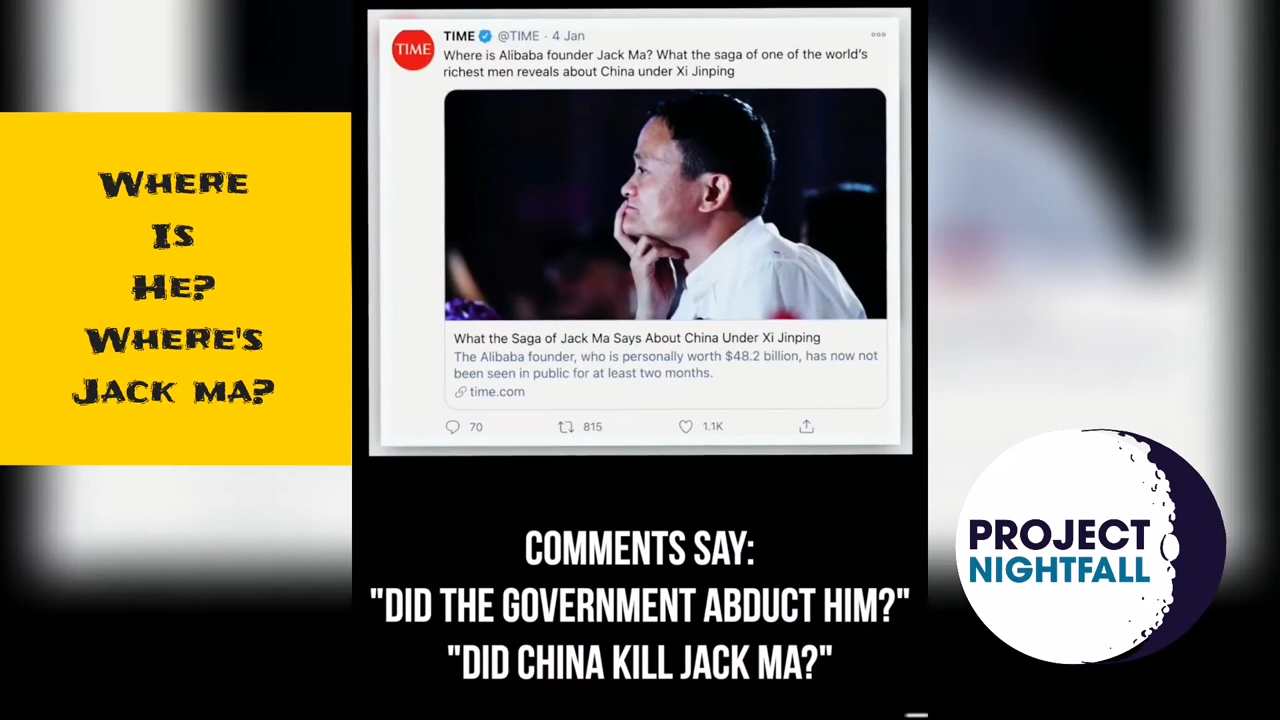 Where
Is
He?
Where's
Jack ma?
TIME
TIME @TIME · 4 Jan
Where is Alibaba founder Jack Ma? What the saga of one of the world's
richest men reveals about China under Xi Jinping
What the Saga of Jack Ma Says About China Under Xi Jinping
The Alibaba founder, who is personally worth $48.2 billion, has now not
been seen in public for at least two months.
time.com
70 815 1.1K
COMMENTS SAY:
"DID THE GOVERNMENT ABDUCT HIM?"
"DID CHINA KILL JACK MA?"
PROJECT
NIGHTFALL